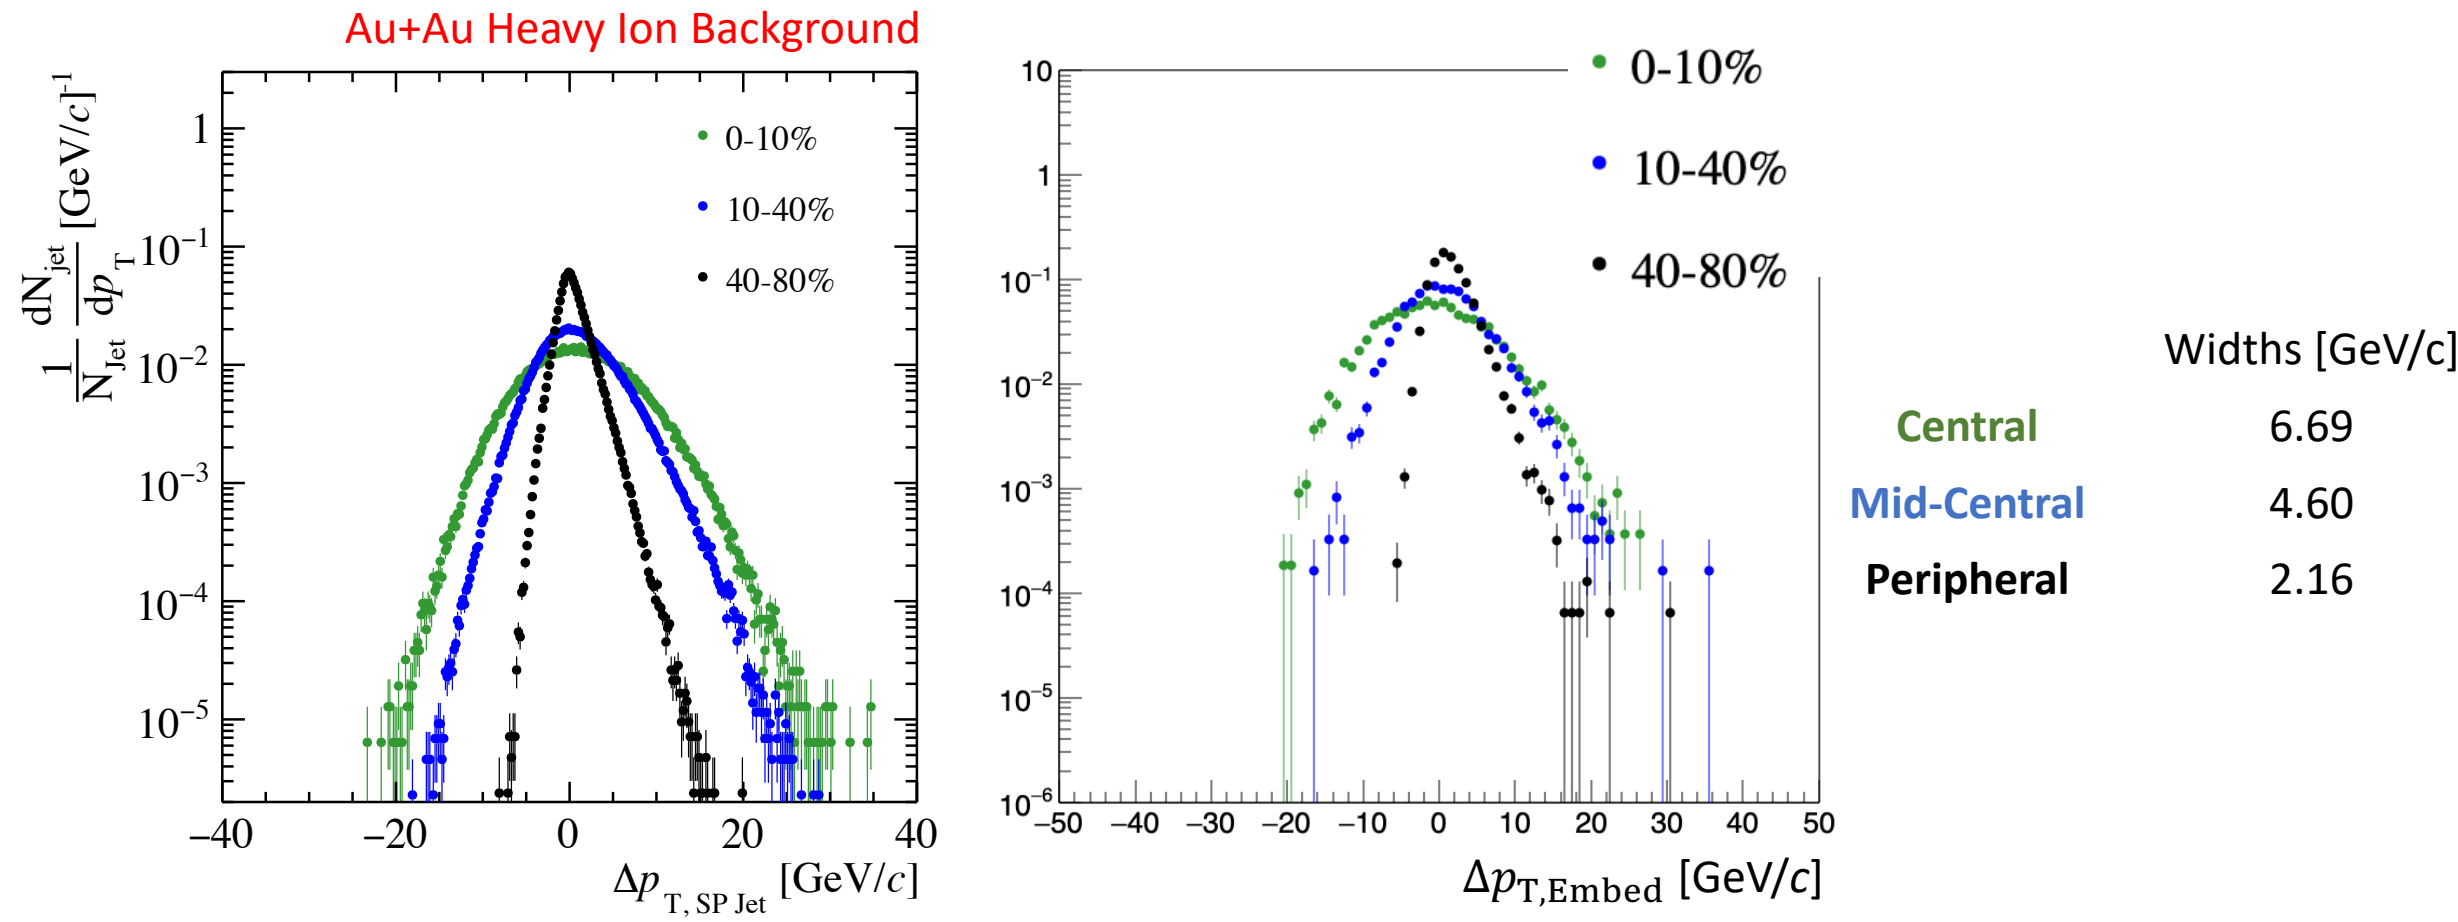 Au+Au Heavy Ion Background
1/N_Jet dN_jet/dp_T [GeV/c]^-1
1
10^−1
10^−2
10^−3
10^−4
10^−5
0-10%
10-40%
40-80%
−40 −20 0 20 40
Δp_T, SP Jet [GeV/c]
10
1
10^−1
10^−2
10^−3
10^−4
10^−5
10^−6
0-10%
10-40%
40-80%
−50 −40 −30 −20 −10 0 10 20 30 40 50
Δp_T,Embed [GeV/c]
Widths [GeV/c]
Central 6.69
Mid-Central 4.60
Peripheral 2.16